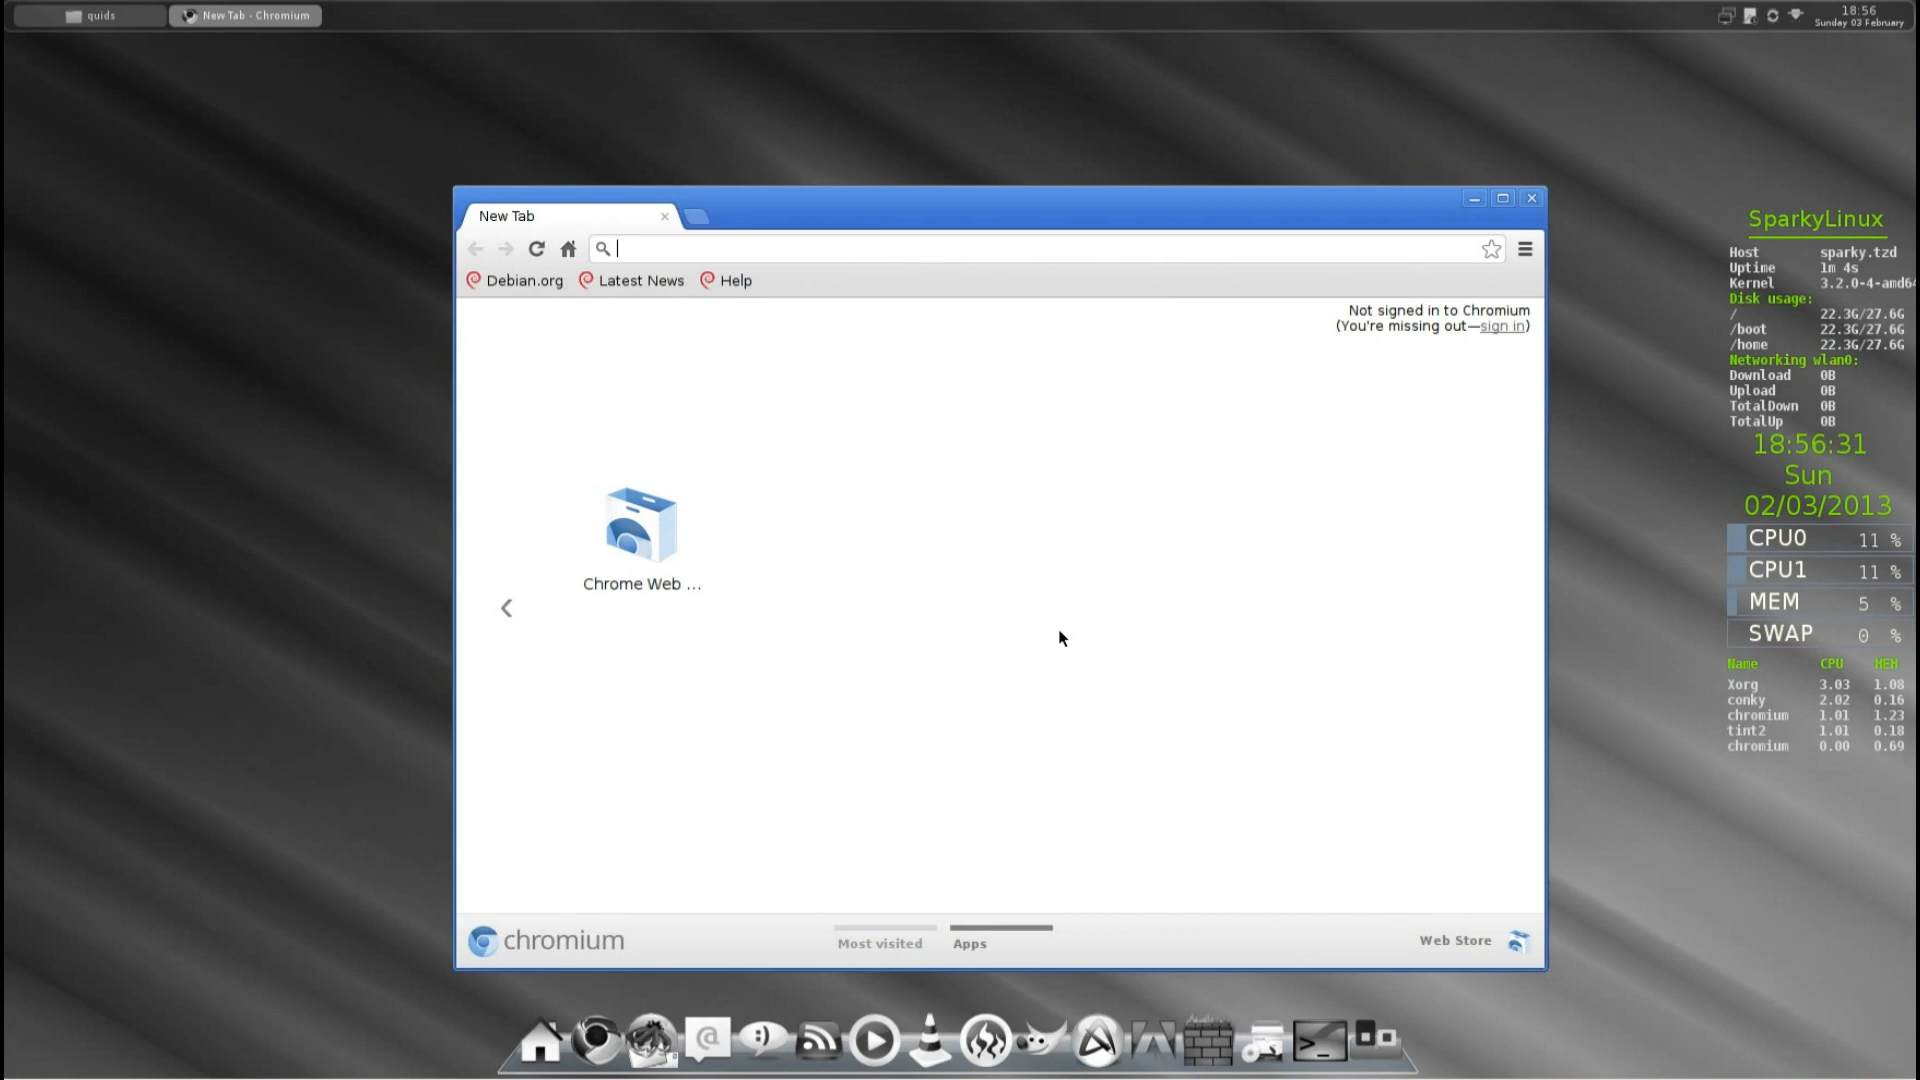 quids
New Tab - Chromium
18:56
Sunday 03 February
New Tab
Debian.org
Latest News
Help
Not signed in to Chromium
(You're missing out—sign in)
Chrome Web ...
chromium
Most visited
Apps
Web Store
SparkyLinux
Host sparky.tzd
Uptime 1m 4s
Kernel 3.2.0-4-amd64
Disk usage:
/ 22.3G/27.6G
/boot 22.3G/27.6G
/home 22.3G/27.6G
Networking wlan0:
Download 0B
Upload 0B
TotalDown 0B
TotalUp 0B
18:56:31
Sun
02/03/2013
CPU0 11 %
CPU1 11 %
MEM 5 %
SWAP 0 %
Name CPU MEM
Xorg 3.03 1.08
conky 2.02 0.16
chromium 1.01 1.23
tint2 1.01 0.18
chromium 0.00 0.69